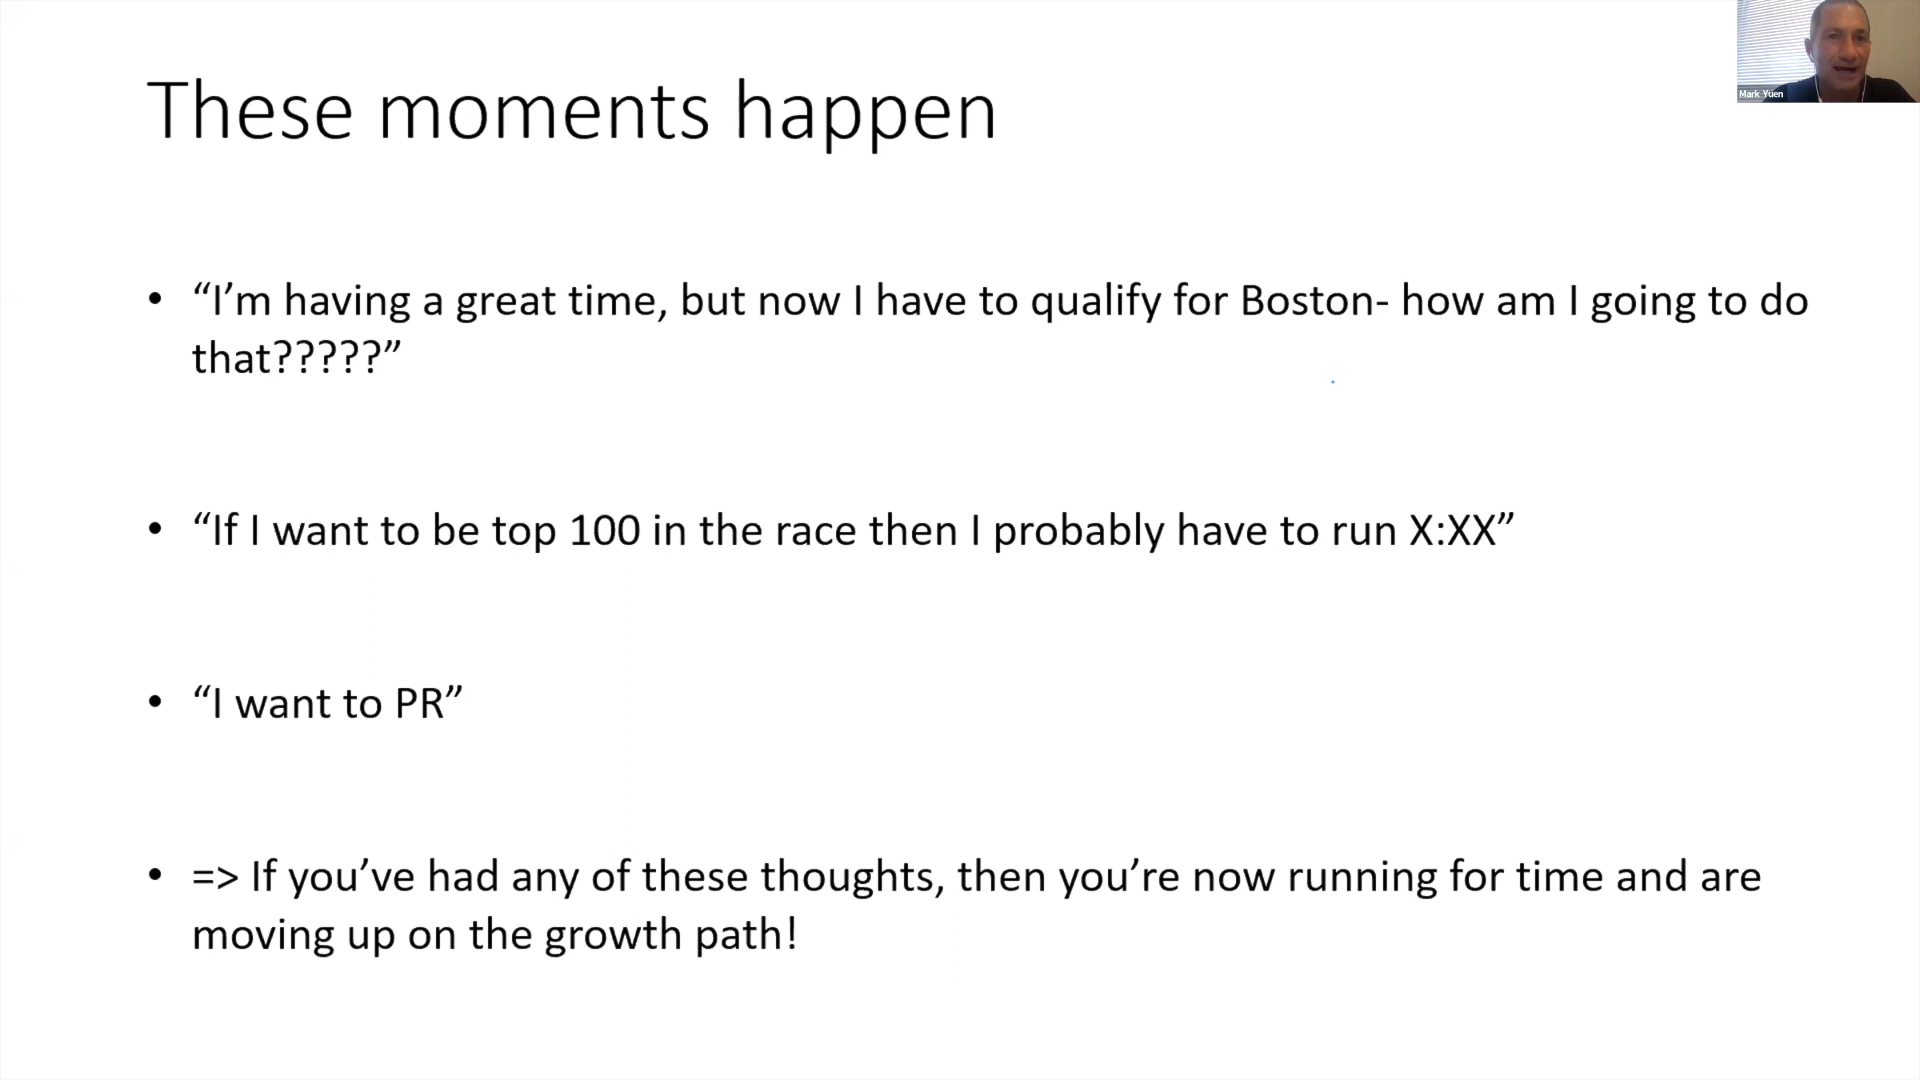 These moments happen
Mark Yuen
• “I’m having a great time, but now I have to qualify for Boston- how am I going to do
that?????”
• “If I want to be top 100 in the race then I probably have to run X:XX”
• “I want to PR”
• => If you’ve had any of these thoughts, then you’re now running for time and are
moving up on the growth path!